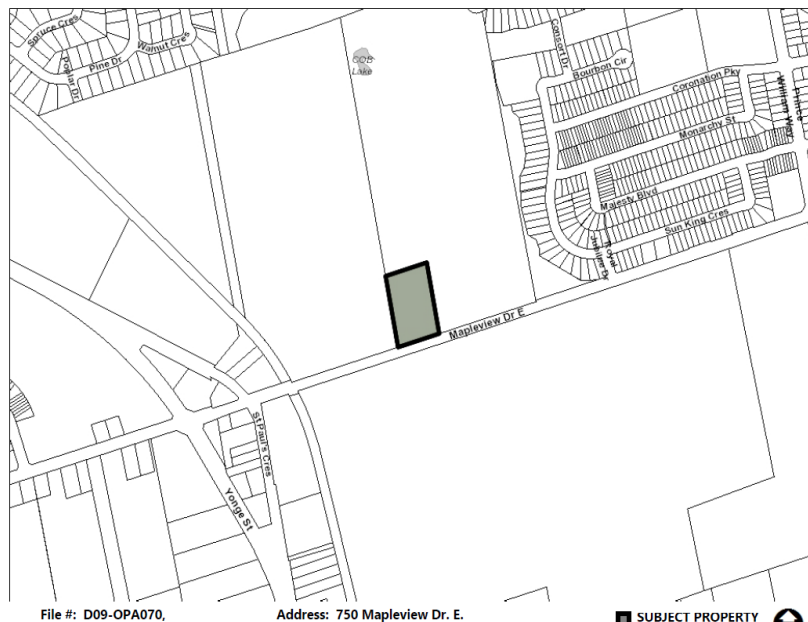 Spruce Cres
Walnut Cres
Pine Dr
Poplar Dr
COB
Lake
Consort Dr
Bourbon Cir
Coronation Pky
William Way
Prince
Monarchy St
Majesty Blvd
Sun King Cres
Royal
Jubilee Dr
Mapleview Dr E
St Paul's Cres
Yonge St
File #: D09-OPA070,
Address: 750 Mapleview Dr. E.
SUBJECT PROPERTY